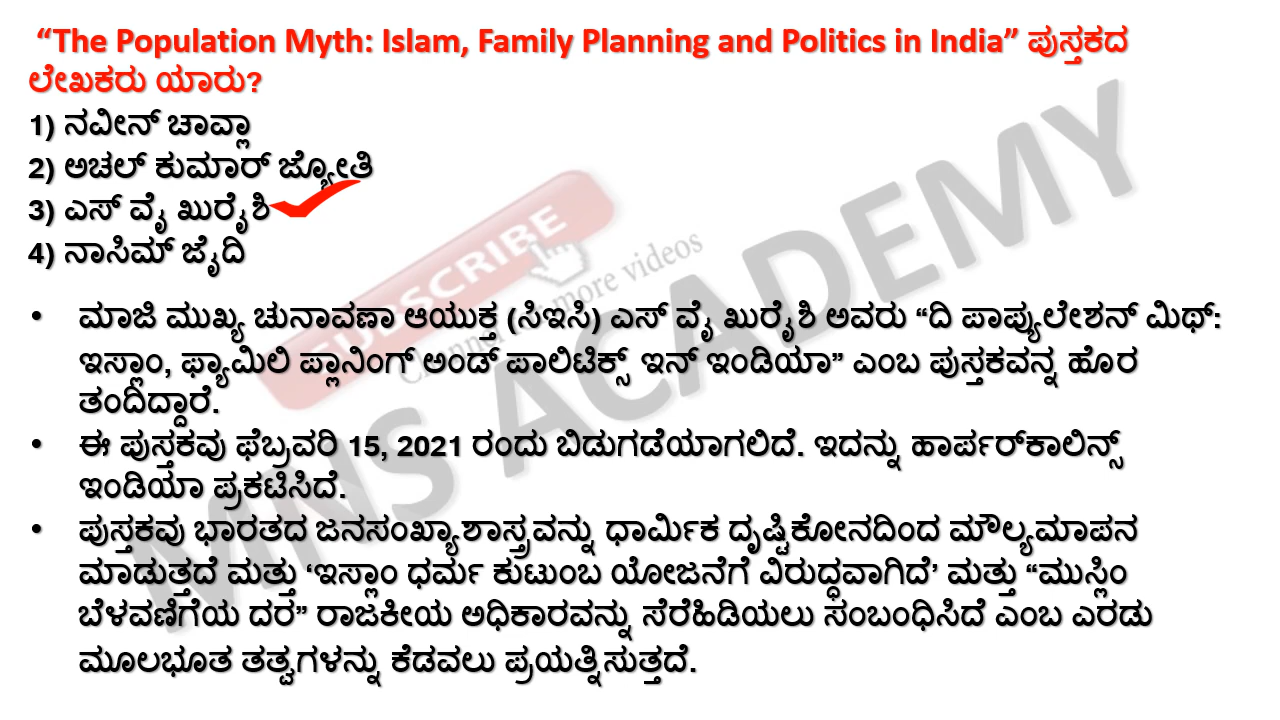 “The Population Myth: Islam, Family Planning and Politics in India” ಪುಸ್ತಕದ
ಲೇಖಕರು ಯಾರು?
1) ನವೀನ್ ಚಾವ್ಲಾ
2) ಅಚಲ್ ಕುಮಾರ್ ಜ್ಯೋತಿ
3) ಎಸ್ ವೈ ಖುರೈಶಿ
4) ನಾಸಿಮ್ ಜೈದಿ
• ಮಾಜಿ ಮುಖ್ಯ ಚುನಾವಣಾ ಆಯುಕ್ತ (ಸಿಇಸಿ) ಎಸ್ ವೈ ಖುರೈಶಿ ಅವರು “ದಿ ಪಾಪ್ಯುಲೇಶನ್ ಮಿಥ್:
ಇಸ್ಲಾಂ, ಫ್ಯಾಮಿಲಿ ಪ್ಲಾನಿಂಗ್ ಅಂಡ್ ಪಾಲಿಟಿಕ್ಸ್ ಇನ್ ಇಂಡಿಯಾ” ಎಂಬ ಪುಸ್ತಕವನ್ನ ಹೊರ
ತಂದಿದ್ದಾರೆ.
• ಈ ಪುಸ್ತಕವು ಫೆಬ್ರವರಿ 15, 2021 ರಂದು ಬಿಡುಗಡೆಯಾಗಲಿದೆ. ಇದನ್ನು ಹಾರ್ಪರ್‌ಕಾಲಿನ್ಸ್
ಇಂಡಿಯಾ ಪ್ರಕಟಿಸಿದೆ.
• ಪುಸ್ತಕವು ಭಾರತದ ಜನಸಂಖ್ಯಾಶಾಸ್ತ್ರವನ್ನು ಧಾರ್ಮಿಕ ದೃಷ್ಟಿಕೋನದಿಂದ ಮೌಲ್ಯಮಾಪನ
ಮಾಡುತ್ತದೆ ಮತ್ತು ‘ಇಸ್ಲಾಂ ಧರ್ಮ ಕುಟುಂಬ ಯೋಜನೆಗೆ ವಿರುದ್ಧವಾಗಿದೆ’ ಮತ್ತು “ಮುಸ್ಲಿಂ
ಬೆಳವಣಿಗೆಯ ದರ” ರಾಜಕೀಯ ಅಧಿಕಾರವನ್ನು ಸೆರೆಹಿಡಿಯಲು ಸಂಬಂಧಿಸಿದೆ ಎಂಬ ಎರಡು
ಮೂಲಭೂತ ತತ್ವಗಳನ್ನು ಕೆಡವಲು ಪ್ರಯತ್ನಿಸುತ್ತದೆ.
MNS ACADEMY
SUBSCRIBE
more videos